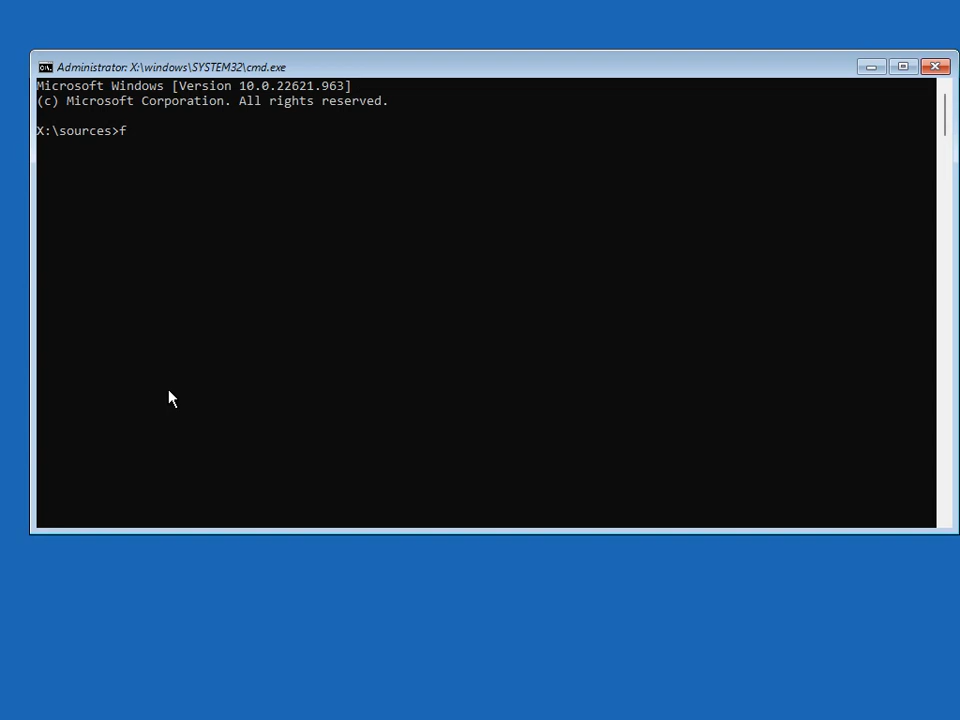 Administrator: X:\windows\SYSTEM32\cmd.exe
Microsoft Windows [Version 10.0.22621.963]
(c) Microsoft Corporation. All rights reserved.
X:\sources>f